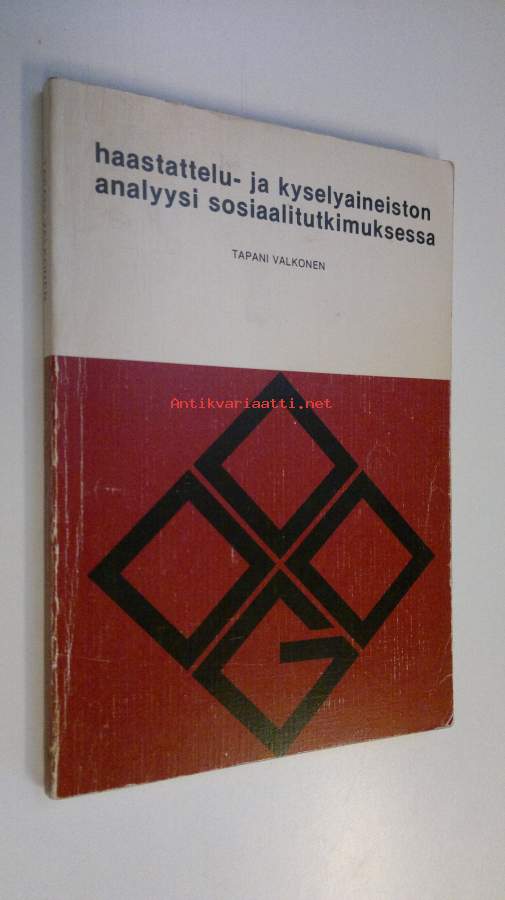 haastattelu- ja kyselyaineiston
analyysi sosiaalitutkimuksessa
TAPANI VALKONEN
Antikvariaatti.net